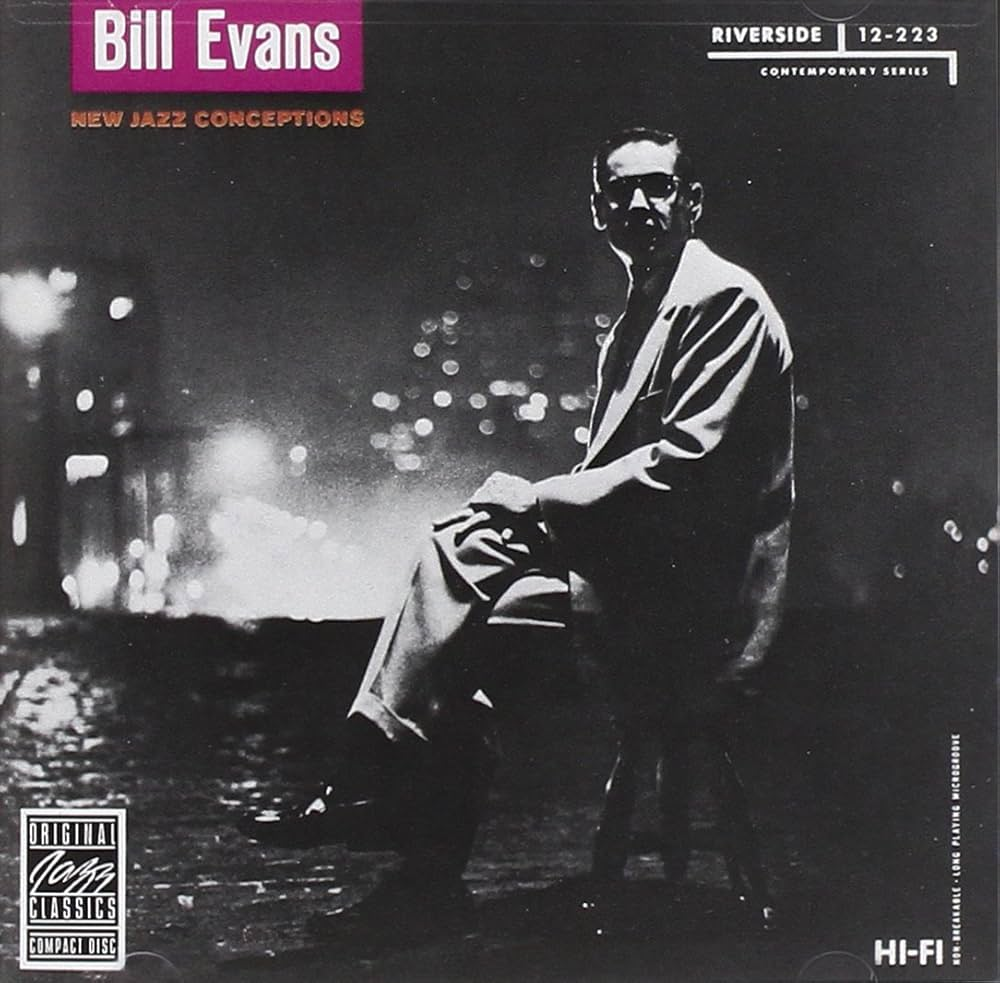 Bill Evans
NEW JAZZ CONCEPTIONS
RIVERSIDE 12-223
CONTEMPORARY SERIES
ORIGINAL
Jazz
CLASSICS
COMPACT DISC
HI-FI
NON-BREAKABLE • LONG PLAYING MICROGROOVE